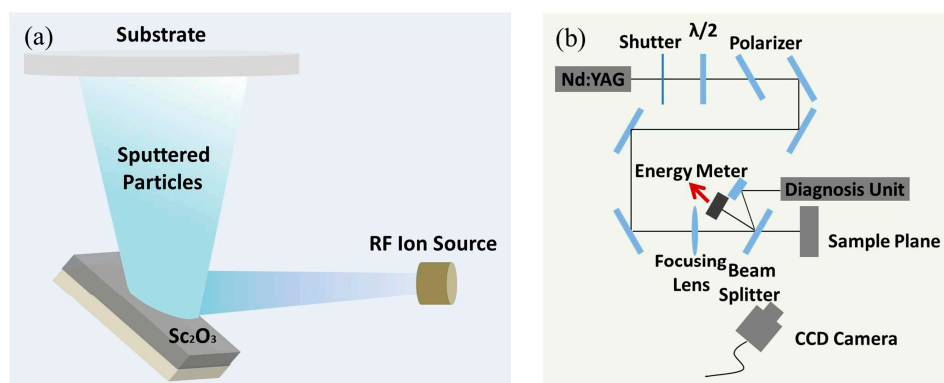 (a)
Substrate
Sputtered
Particles
RF Ion Source
Sc₂O₃
(b)
Shutter
λ/2
Polarizer
Nd:YAG
Energy Meter
Diagnosis Unit
Sample Plane
Focusing
Lens
Beam
Splitter
CCD Camera